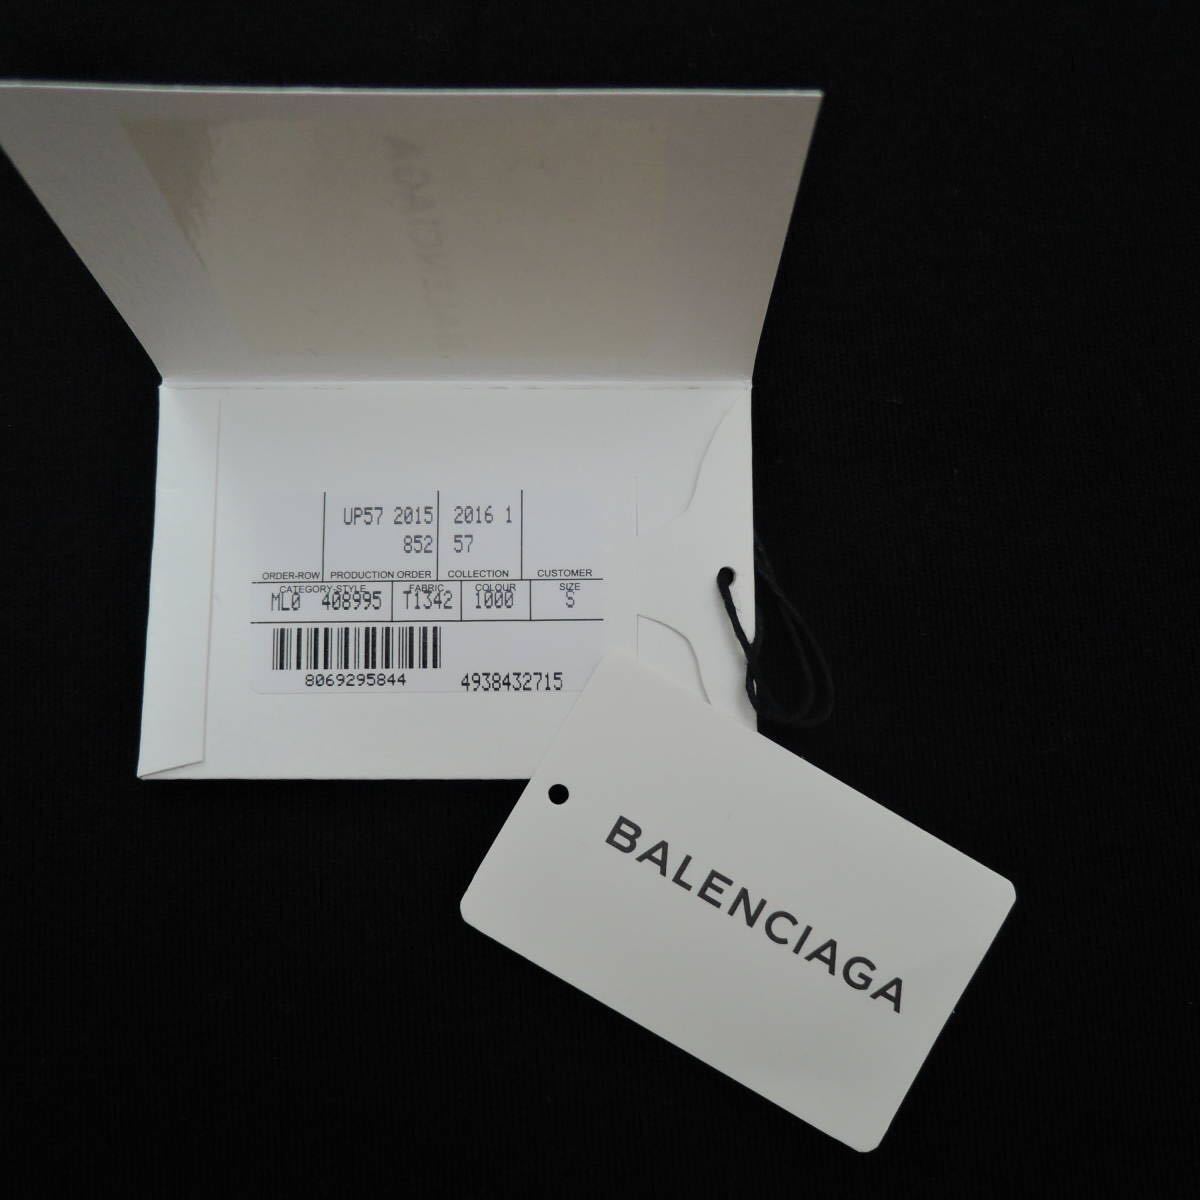 UP57 2015 2016 1
852 57
ORDER-ROW PRODUCTION ORDER COLLECTION CUSTOMER
CATEGORY-STYLE FABRIC COLOUR SIZE
ML0 408995 T1342 1000 S
8069295844 4938432715
BALENCIAGA